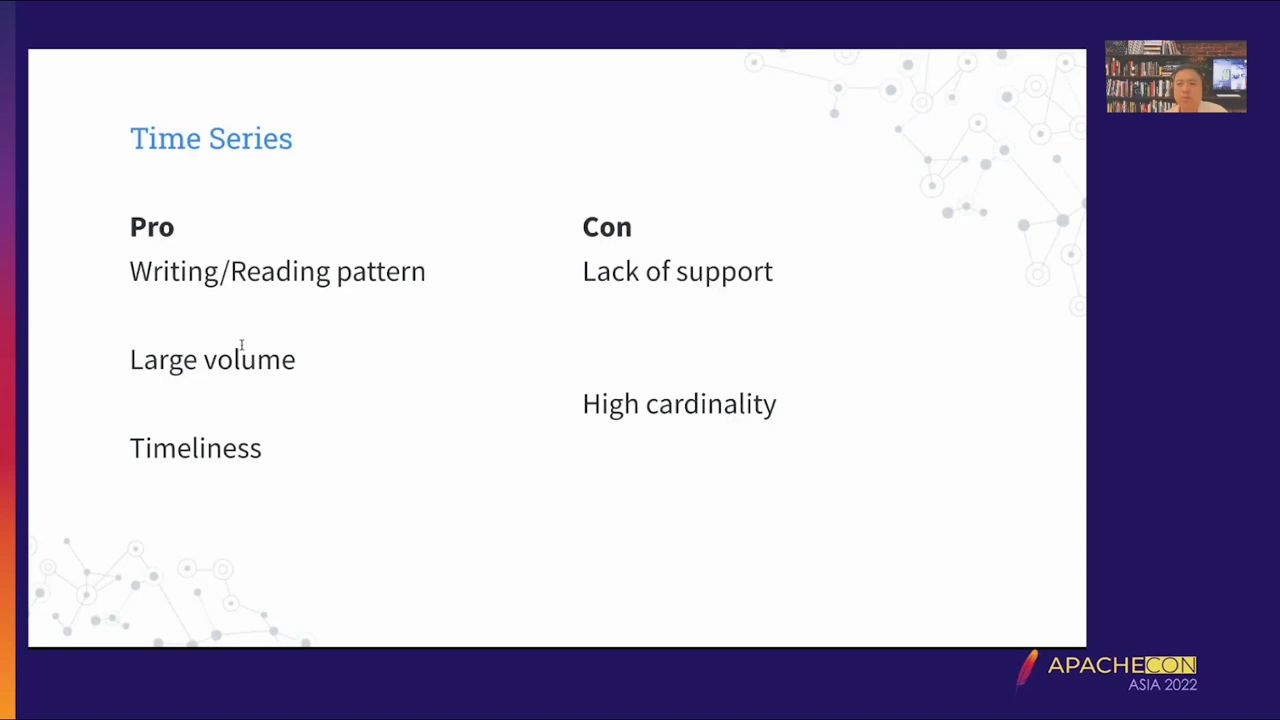 Time Series
Pro
Writing/Reading pattern
Large volume
Timeliness
Con
Lack of support
High cardinality
APACHECON
ASIA 2022